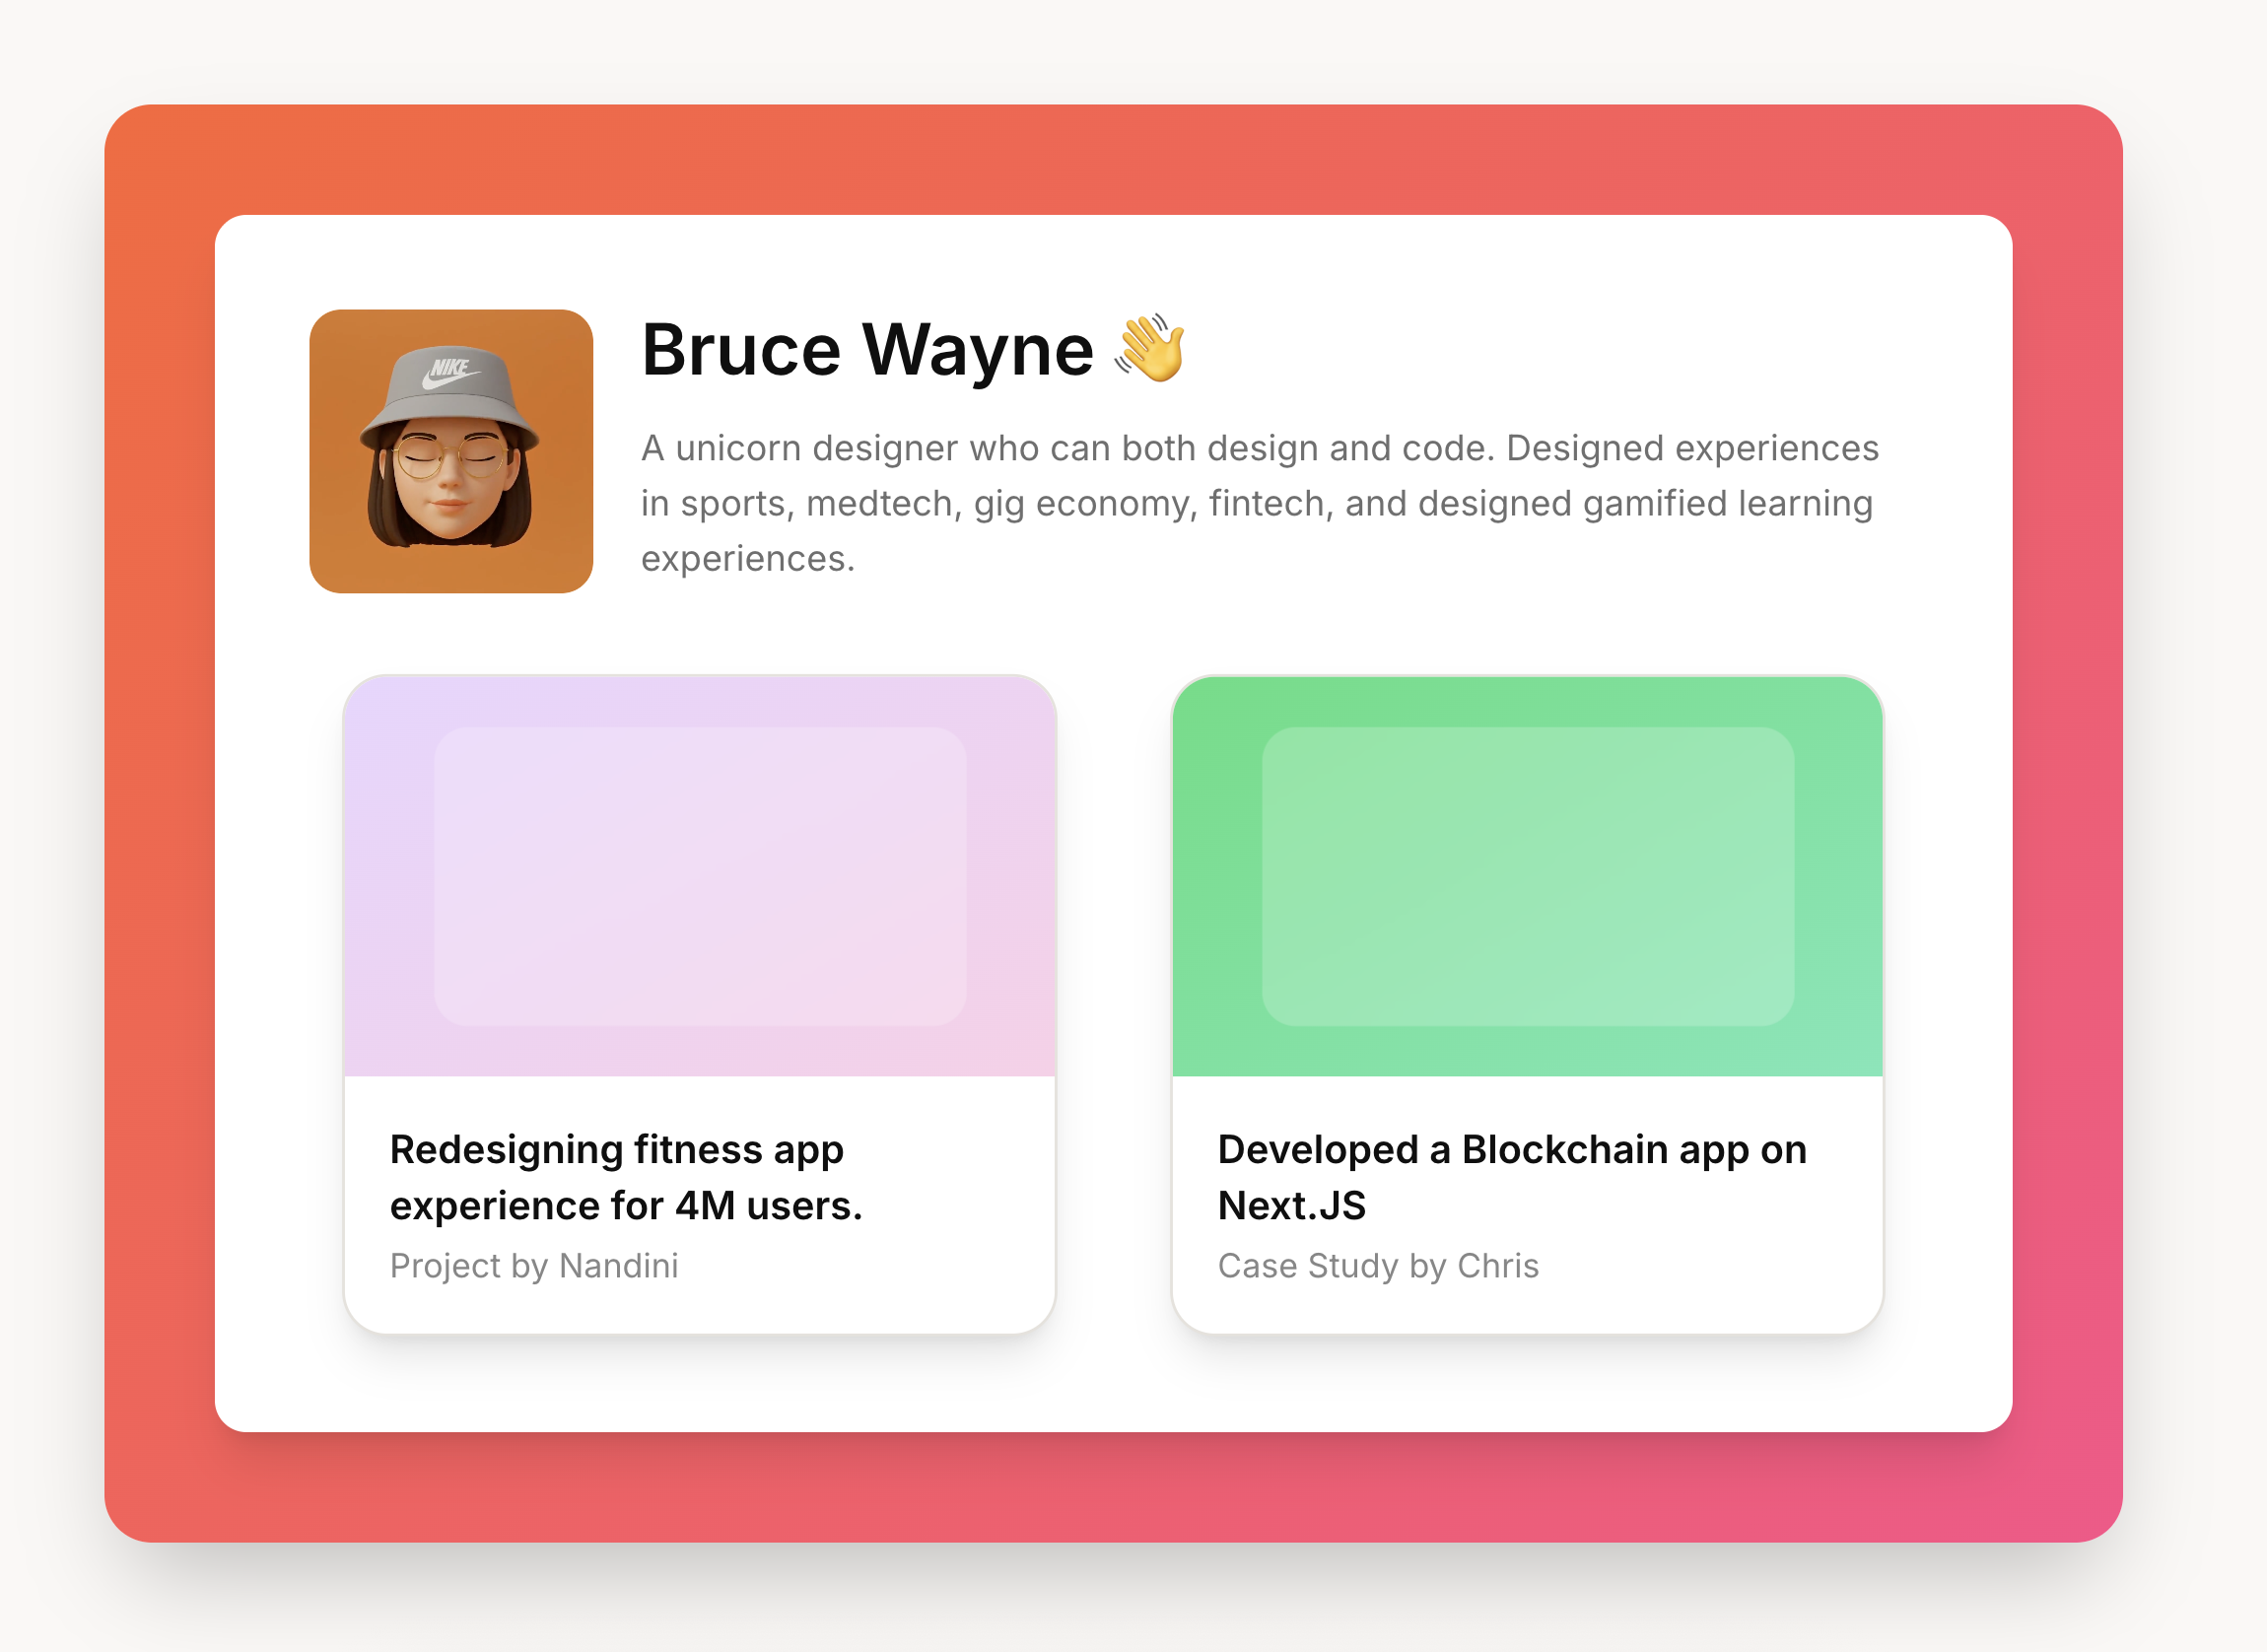 NIKE
Bruce Wayne 👋
A unicorn designer who can both design and code. Designed experiences
in sports, medtech, gig economy, fintech, and designed gamified learning
experiences.
Redesigning fitness app
experience for 4M users.
Project by Nandini
Developed a Blockchain app on
Next.JS
Case Study by Chris